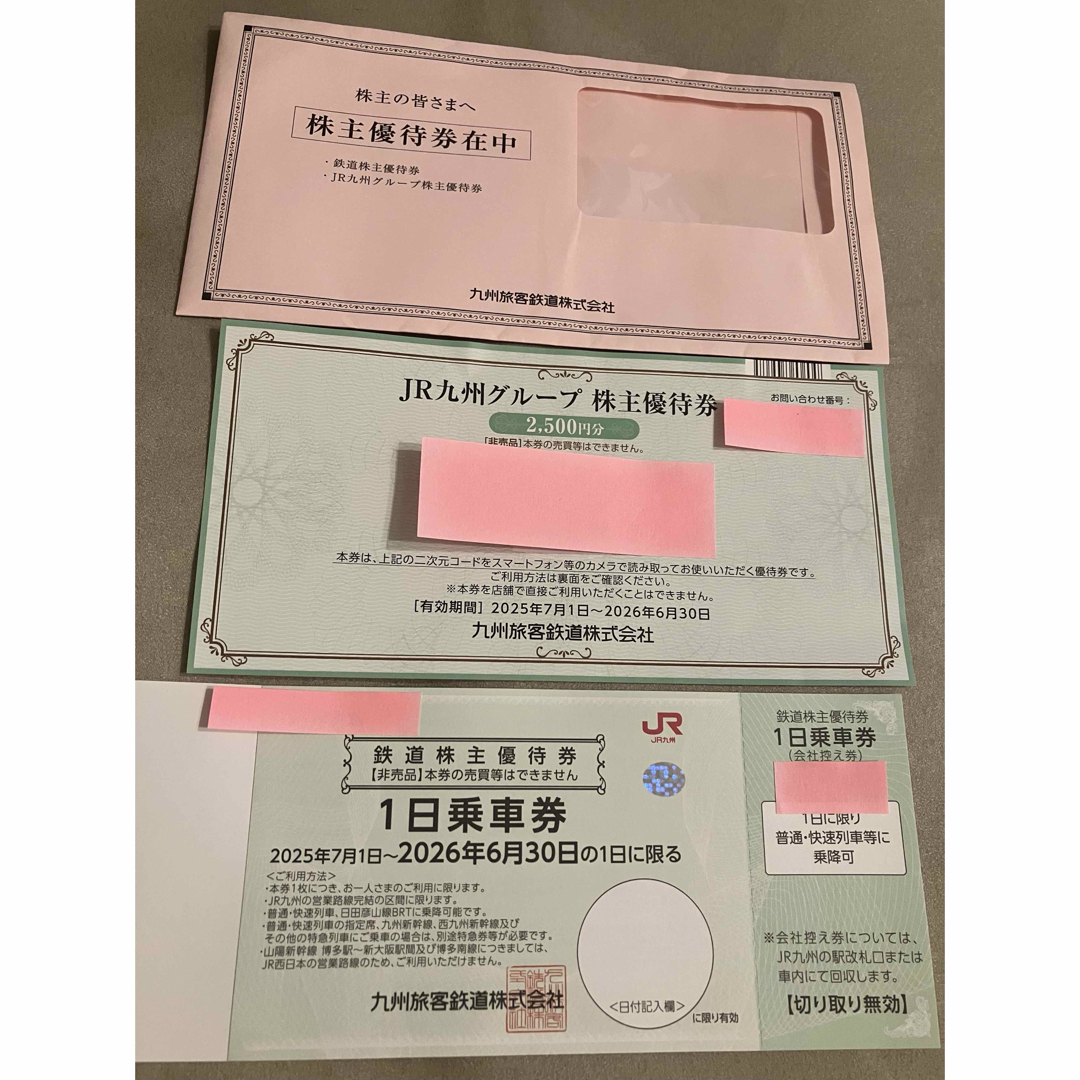 株主の皆さまへ
株主優待券在中
・鉄道株主優待券
・JR九州グループ株主優待券
九州旅客鉄道株式会社
JR九州グループ 株主優待券
お問い合わせ番号：
2,500円分
[非売品]本券の売買等はできません。
本券は、上記の二次元コードをスマートフォン等のカメラで読み取ってお使いいただく優待券です。
ご利用方法は裏面をご確認ください。
※本券を店舗で直接ご利用いただくことはできません。
[有効期間] 2025年7月1日～2026年6月30日
九州旅客鉄道株式会社
JR
JR九州
鉄道株主優待券
【非売品】本券の売買等はできません
1日乗車券
2025年7月1日～2026年6月30日の1日に限る
＜ご利用方法＞
・本券1枚につき、お一人さまのご利用に限ります。
・JR九州の営業路線完結の区間に限ります。
・普通・快速列車、日田彦山線BRTに乗降可能です。
・普通・快速列車の指定席、九州新幹線、西九州新幹線及び
その他の特急列車にご乗車の場合は、別途特急券等が必要です。
・山陽新幹線 博多駅～新大阪駅間及び博多南線につきましては、
JR西日本の営業路線のため、ご利用いただけません。
九州旅客鉄道株式会社
＜日付記入欄＞
に限り有効
鉄道株主優待券
1日乗車券
(会社控え券)
1日に限り
普通・快速列車等に
乗降可
※会社控え券については、
JR九州の駅改札口または
車内にて回収します。
【切り取り無効】